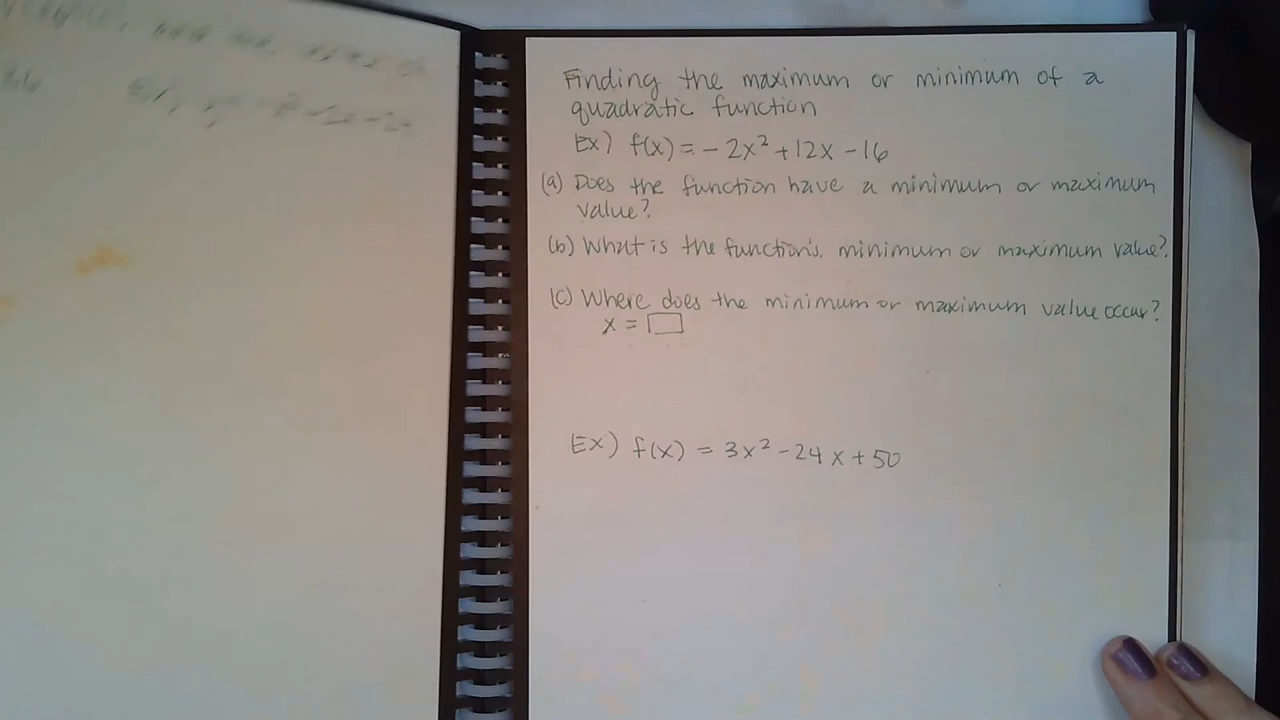 Finding the maximum or minimum of a
quadratic function
Ex) f(x) = -2x² + 12x - 16
(a) Does the function have a minimum or maximum
value?
(b) What is the function's minimum or maximum value?
(c) Where does the minimum or maximum value occur?
x = □
Ex) f(x) = 3x² - 24x + 50